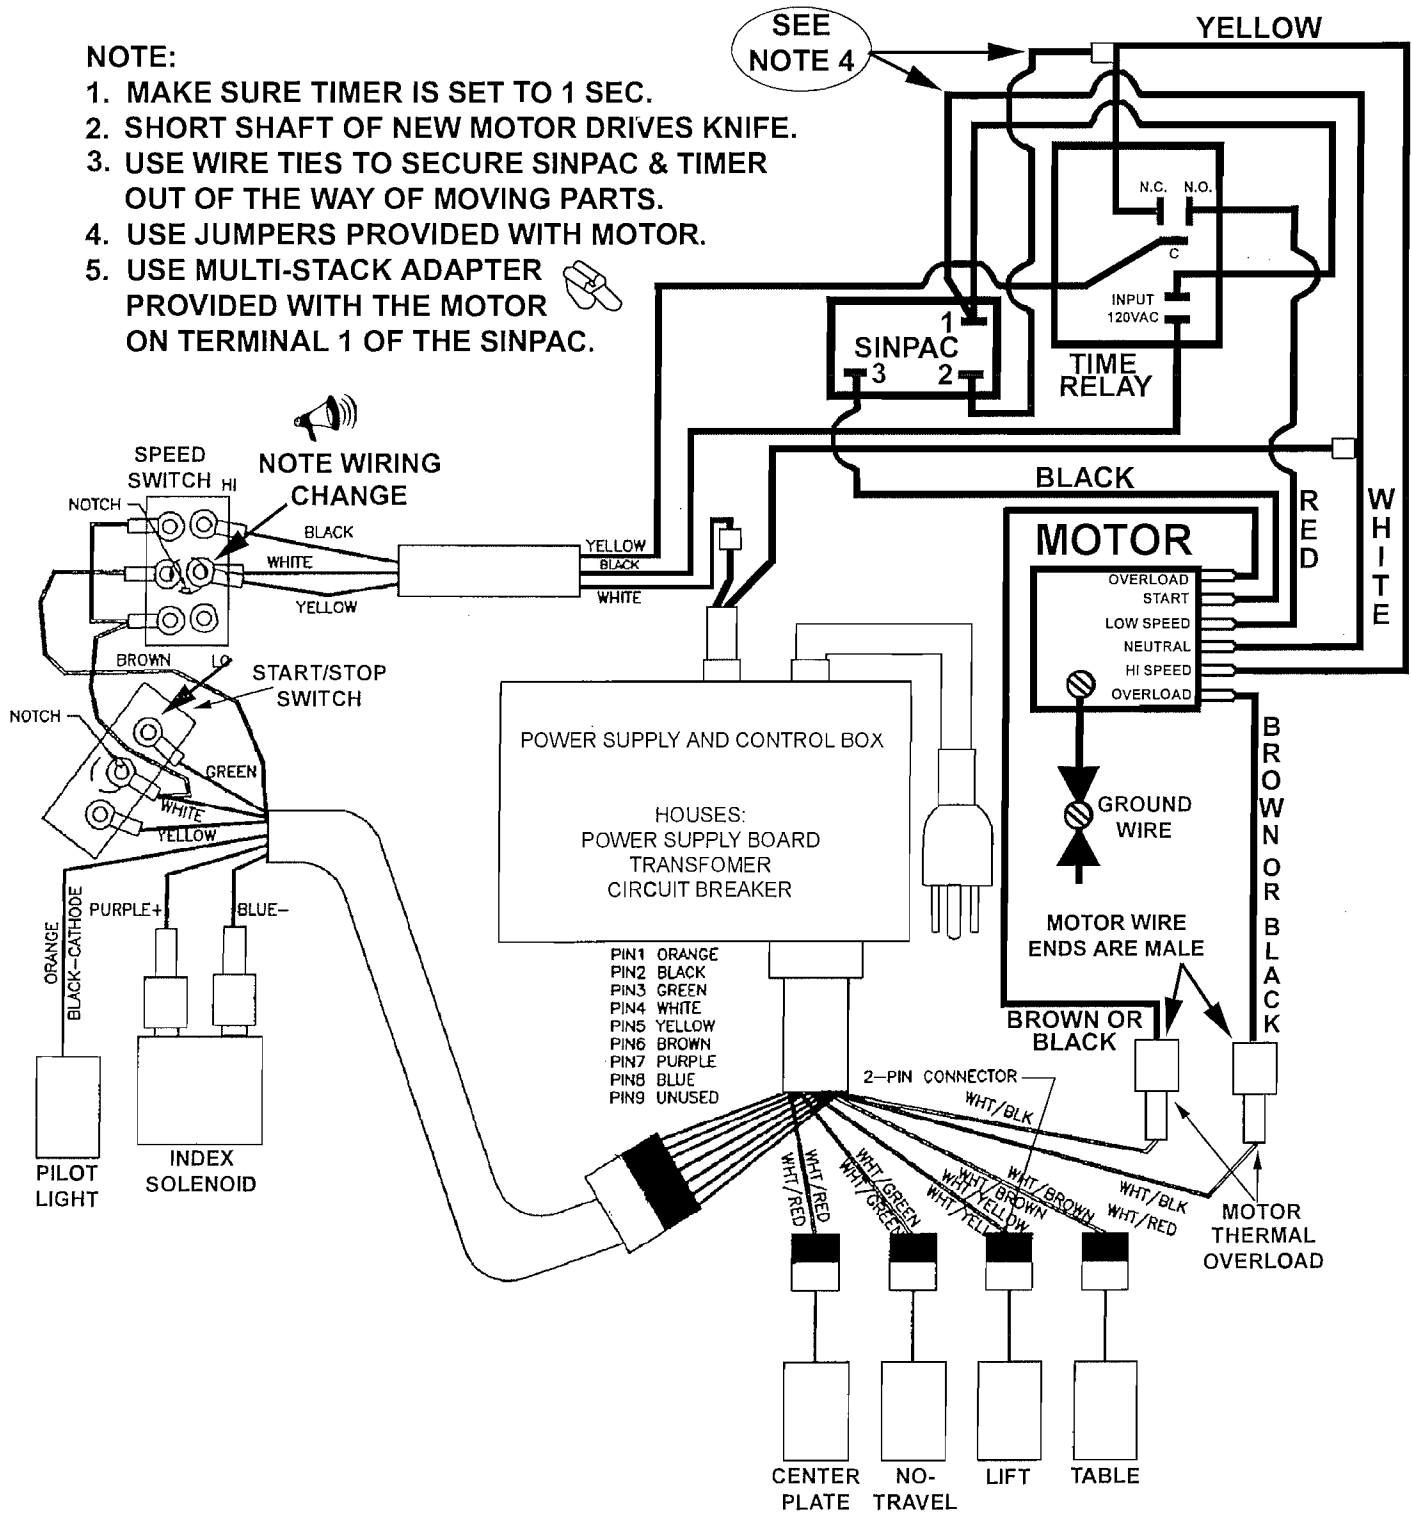 NOTE:
1. MAKE SURE TIMER IS SET TO 1 SEC.
2. SHORT SHAFT OF NEW MOTOR DRIVES KNIFE.
3. USE WIRE TIES TO SECURE SINPAC & TIMER
OUT OF THE WAY OF MOVING PARTS.
4. USE JUMPERS PROVIDED WITH MOTOR.
5. USE MULTI-STACK ADAPTER
PROVIDED WITH THE MOTOR
ON TERMINAL 1 OF THE SINPAC.
SEE
NOTE 4
YELLOW
N.C. N.O.
C
INPUT
120VAC
TIME
RELAY
1
SINPAC
3 2
SPEED
SWITCH HI
NOTCH
NOTE WIRING
CHANGE
BLACK
WHITE
YELLOW
YELLOW
BLACK
WHITE
BLACK
RED
WHITE
MOTOR
OVERLOAD
START
LOW SPEED
NEUTRAL
HI SPEED
OVERLOAD
BROWN
LO
START/STOP
SWITCH
NOTCH
GREEN
WHITE
YELLOW
PURPLE+
BLUE-
ORANGE
BLACK-CATHODE
PILOT
LIGHT
INDEX
SOLENOID
POWER SUPPLY AND CONTROL BOX
HOUSES:
POWER SUPPLY BOARD
TRANSFOMER
CIRCUIT BREAKER
PIN1 ORANGE
PIN2 BLACK
PIN3 GREEN
PIN4 WHITE
PIN5 YELLOW
PIN6 BROWN
PIN7 PURPLE
PIN8 BLUE
PIN9 UNUSED
GROUND
WIRE
BROWN OR BLACK
MOTOR WIRE
ENDS ARE MALE
BROWN OR
BLACK
2-PIN CONNECTOR
WHT/BLK
WHT/BLK
WHT/RED
WHT/RED
WHT/RED
WHT/GREEN
WHT/GREEN
WHT/BROWN
WHT/BROWN
WHT/YELLOW
MOTOR
THERMAL
OVERLOAD
CENTER
PLATE
NO-
TRAVEL
LIFT
TABLE